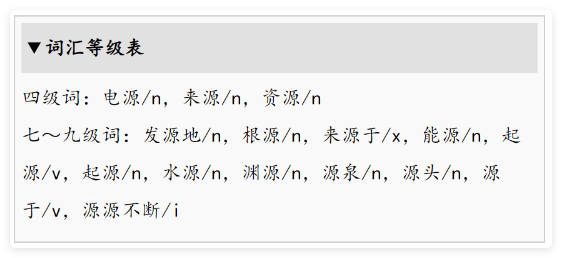 ▼词汇等级表
四级词：电源/n，来源/n，资源/n
七～九级词：发源地/n，根源/n，来源于/x，能源/n，起
源/v，起源/n，水源/n，渊源/n，源泉/n，源头/n，源
于/v，源源不断/i